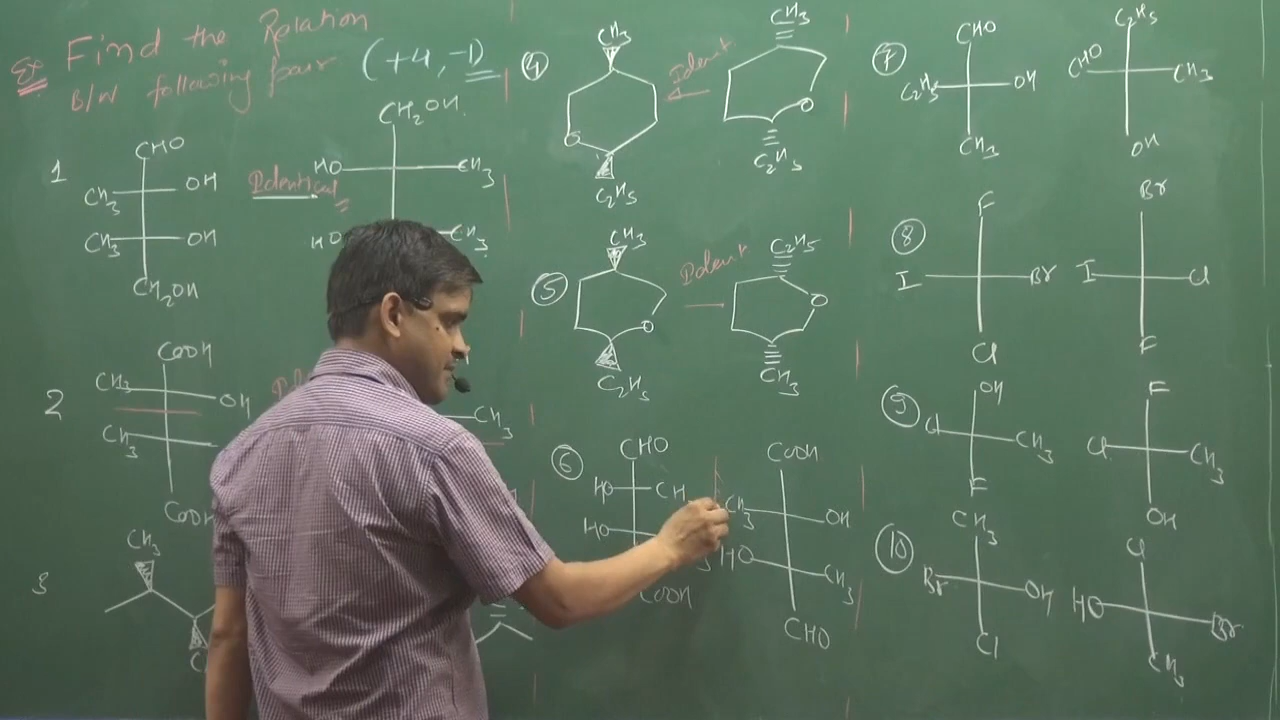 Ex Find the Relation
B/W following pair (+4, -1)
1
CHO
CH3 OH
CH3 OH
CH2OH
Identical
CH2OH
HO CH3
HO CH3
2
COOH
CH3 OH
CH3
COOH
CH3
3
CH3
4
CH3
O
C2H5
Ident
CH3
O
C2H5
5
CH3
O
C2H5
Ident
C2H5
O
CH3
6
CHO
HO CH
HO
3
COOH
COOH
CH3 OH
HO CH3
CHO
7
CHO
C2H5 OH
CH3
C2H5
CHO CH3
OH
8
F
I Br
Cl
Br
I Cl
F
9
OH
Cl CH3
F
F
Cl CH3
OH
10
CH3
Br OH
Cl
Cl
HO Br
CH3